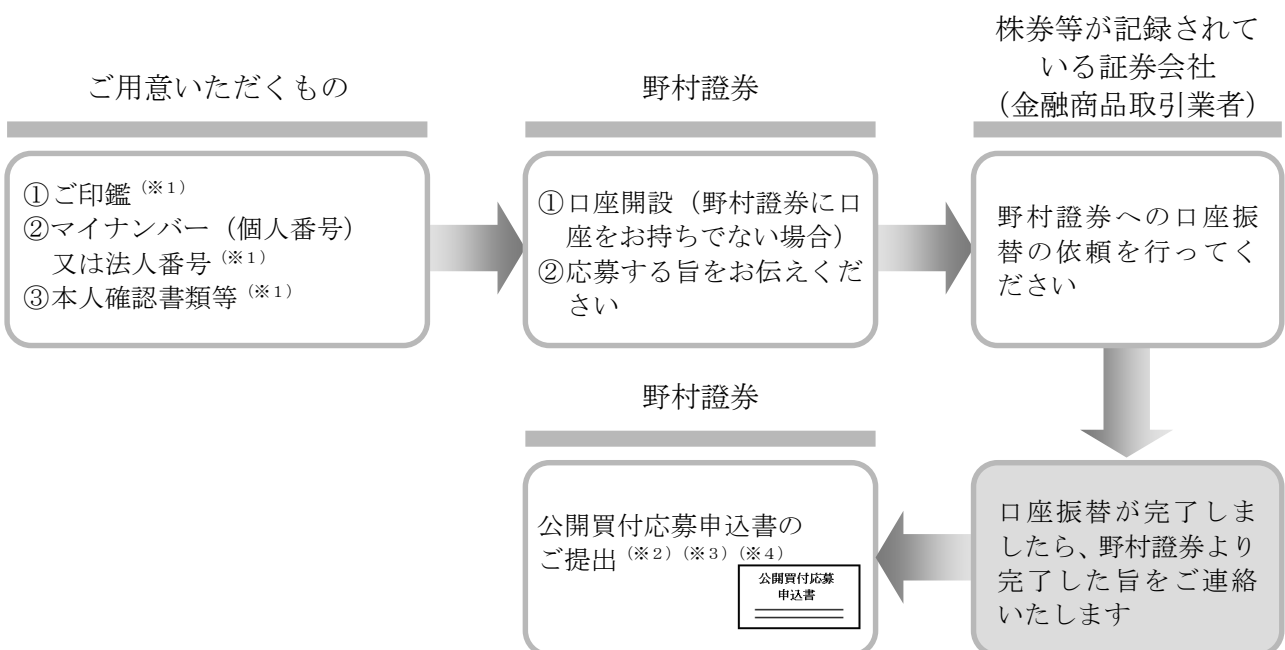 ご用意いただくもの
①ご印鑑（※１）
②マイナンバー（個人番号）
又は法人番号（※１）
③本人確認書類等（※１）
野村證券
①口座開設（野村證券に口
座をお持ちでない場合）
②応募する旨をお伝えくだ
さい
株券等が記録されて
いる証券会社
（金融商品取引業者）
野村證券への口座振
替の依頼を行ってく
ださい
口座振替が完了しま
したら、野村證券より
完了した旨をご連絡
いたします
野村證券
公開買付応募申込書の
ご提出（※２）（※３）（※４）
公開買付応募
申込書